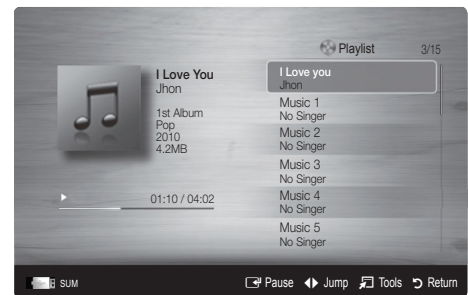 Playlist 3/15
I Love You
Jhon
1st Album
Pop
2010
4.2MB
01:10 / 04:02
I Love you
Jhon
Music 1
No Singer
Music 2
No Singer
Music 3
No Singer
Music 4
No Singer
Music 5
No Singer
SUM Pause Jump Tools Return